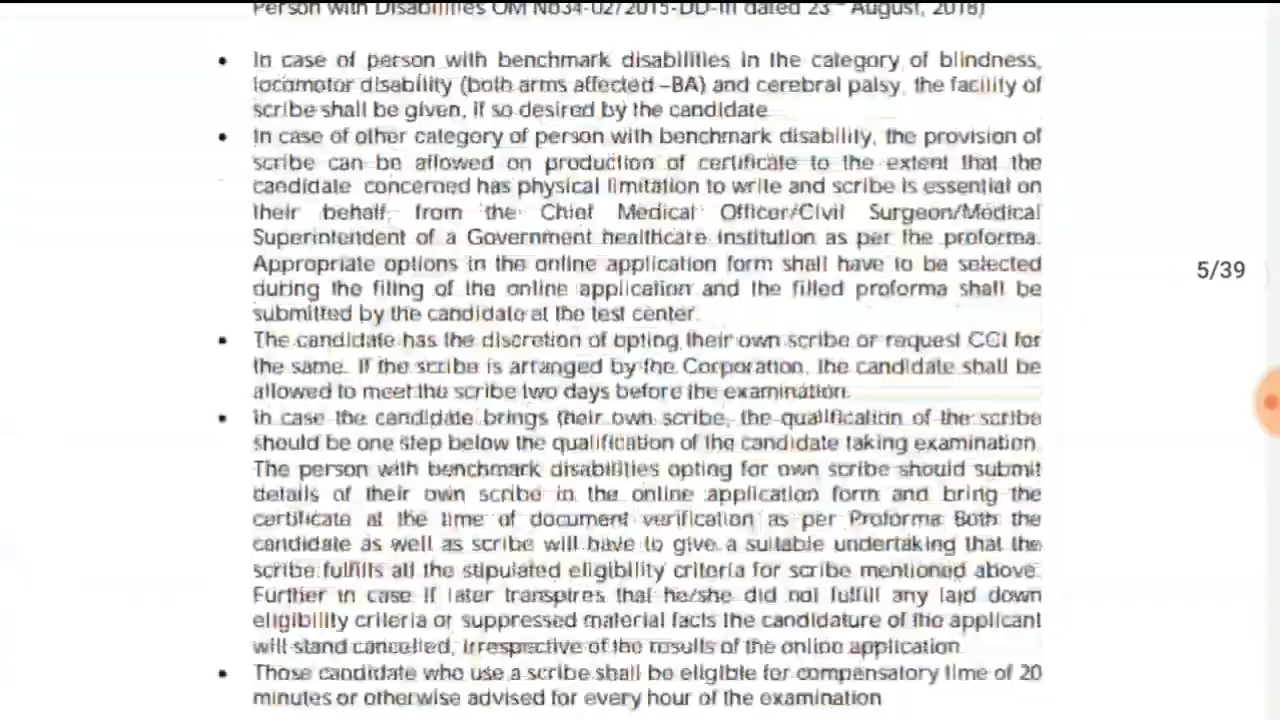 Person with Disabilities OM No34-02/2015-DD-III dated 23rd August, 2018)
• In case of person with benchmark disabilities in the category of blindness,
locomotor disability (both arms affected –BA) and cerebral palsy, the facility of
scribe shall be given, if so desired by the candidate
• In case of other category of person with benchmark disability, the provision of
scribe can be allowed on production of certificate to the extent that the
candidate concerned has physical limitation to write and scribe is essential on
their behalf, from the Chief Medical Officer/Civil Surgeon/Medical
Superintendent of a Government healthcare institution as per the proforma.
Appropriate options in the online application form shall have to be selected
during the filing of the online application and the filled proforma shall be
submitted by the candidate at the test center.
5/39
• The candidate has the discretion of opting their own scribe or request CCI for
the same. If the scribe is arranged by the Corporation, the candidate shall be
allowed to meet the scribe two days before the examination.
• In case the candidate brings their own scribe, the qualification of the scribe
should be one step below the qualification of the candidate taking examination.
The person with benchmark disabilities opting for own scribe should submit
details of their own scribe in the online application form and bring the
certificate at the time of document verification as per Proforma Both the
candidate as well as scribe will have to give a suitable undertaking that the
scribe fulfills all the stipulated eligibility criteria for scribe mentioned above.
Further in case if later transpires that he/she did not fulfill any laid down
eligibility criteria or suppressed material facts the candidature of the applicant
will stand cancelled, irrespective of the results of the online application.
• Those candidate who use a scribe shall be eligible for compensatory time of 20
minutes or otherwise advised for every hour of the examination